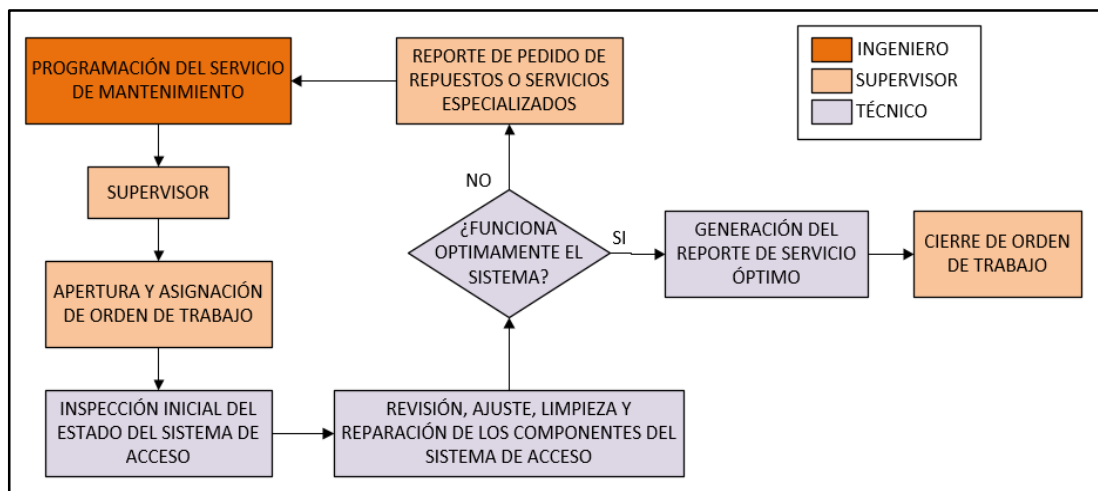 PROGRAMACIÓN DEL SERVICIO
DE MANTENIMIENTO
SUPERVISOR
APERTURA Y ASIGNACIÓN
DE ORDEN DE TRABAJO
INSPECCIÓN INICIAL DEL
ESTADO DEL SISTEMA DE
ACCESO
REVISIÓN, AJUSTE, LIMPIEZA Y
REPARACIÓN DE LOS COMPONENTES DEL
SISTEMA DE ACCESO
¿FUNCIONA
OPTIMAMENTE EL
SISTEMA?
NO
REPORTE DE PEDIDO DE
REPUESTOS O SERVICIOS
ESPECIALIZADOS
SI
GENERACIÓN DEL
REPORTE DE SERVICIO
ÓPTIMO
CIERRE DE ORDEN
DE TRABAJO
INGENIERO
SUPERVISOR
TÉCNICO